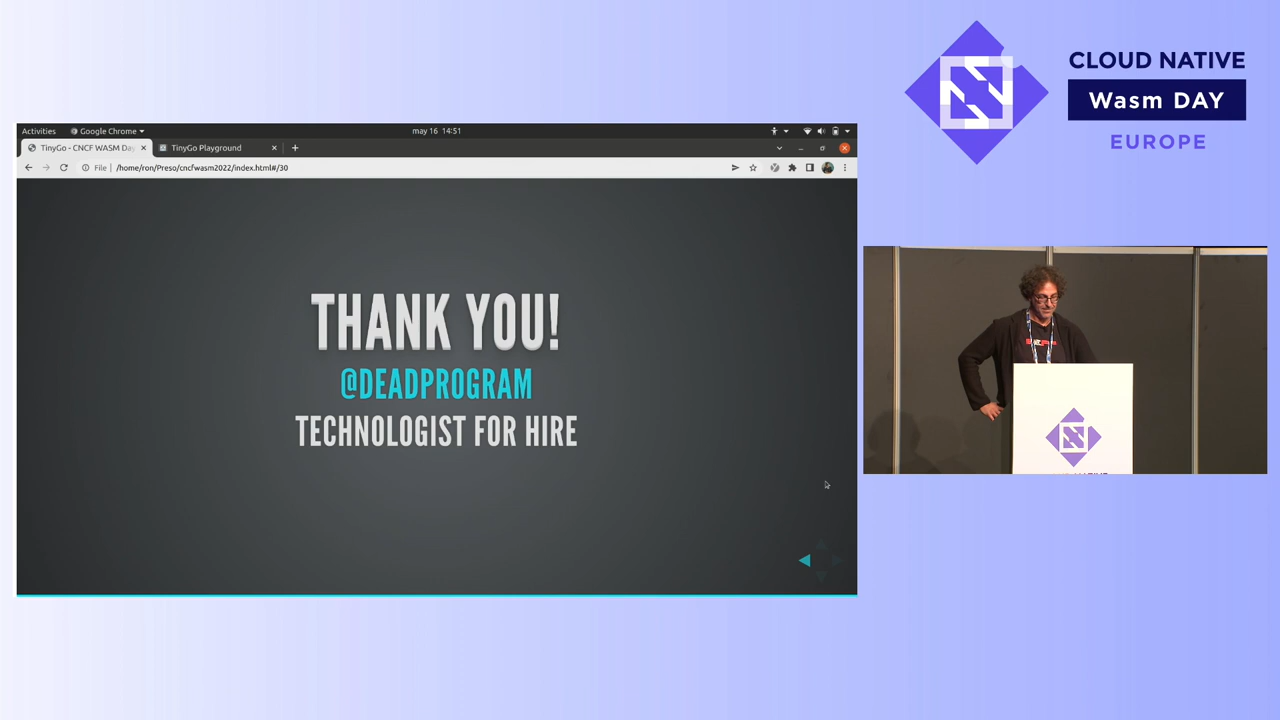 Activities
Google Chrome
may 16 14:51
TinyGo - CNCF WASM Day
TinyGo Playground
File
/home/ron/Preso/cncfwasm2022/index.html#/30
THANK YOU!
@DEADPROGRAM
TECHNOLOGIST FOR HIRE
CLOUD NATIVE
Wasm DAY
EUROPE